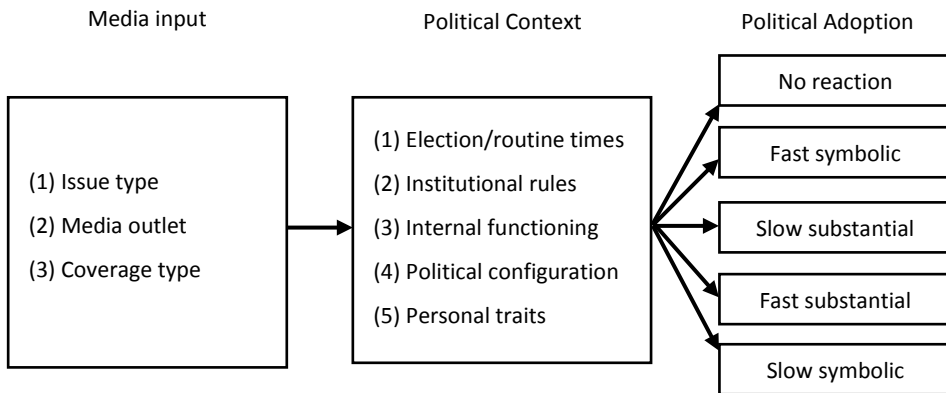 Media input
Political Context
Political Adoption
(1) Issue type
(2) Media outlet
(3) Coverage type
(1) Election/routine times
(2) Institutional rules
(3) Internal functioning
(4) Political configuration
(5) Personal traits
No reaction
Fast symbolic
Slow substantial
Fast substantial
Slow symbolic